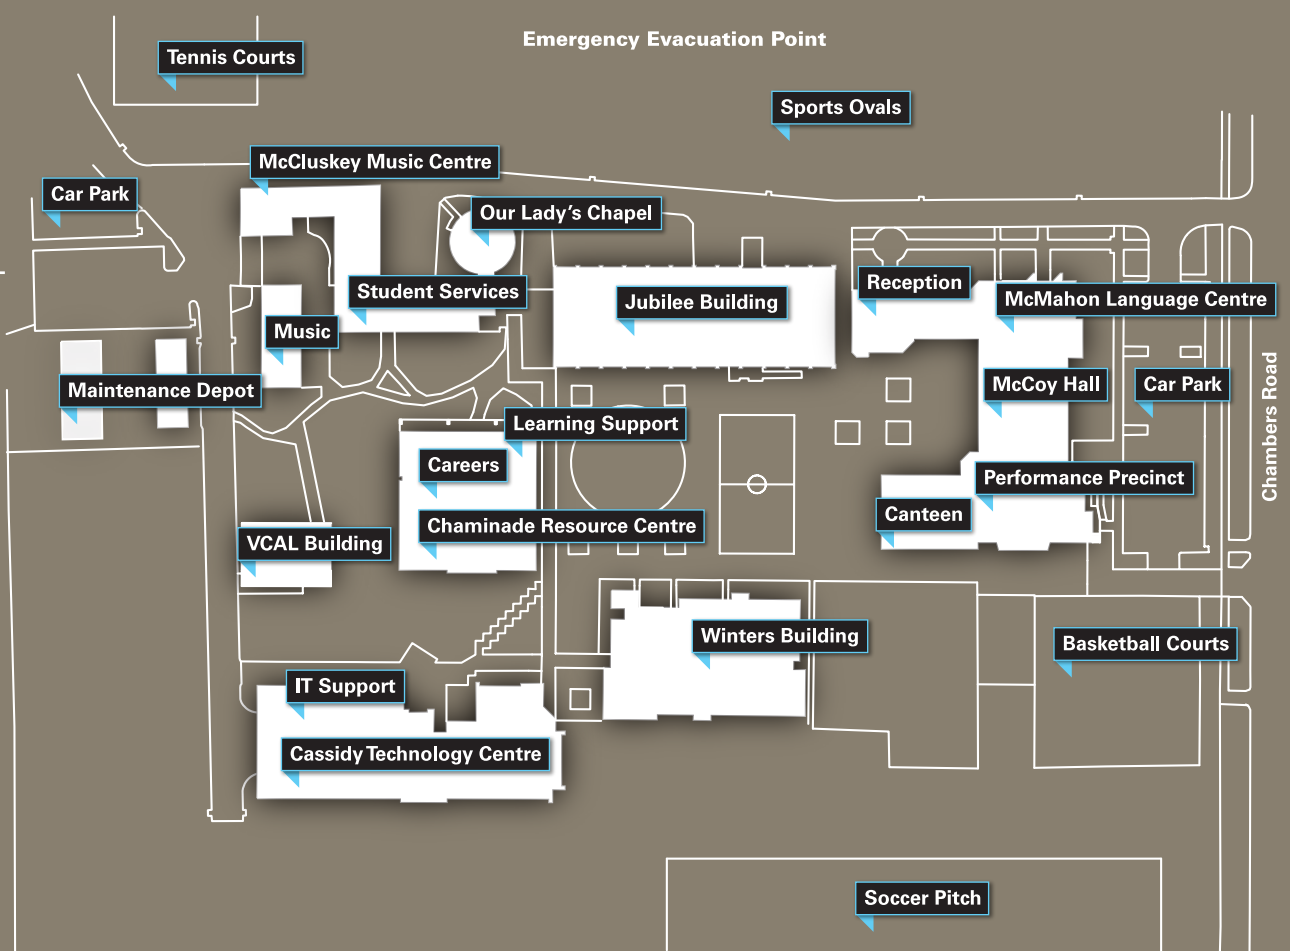 Emergency Evacuation Point
Tennis Courts
Sports Ovals
McCluskey Music Centre
Car Park
Our Lady's Chapel
Reception
Student Services
McMahon Language Centre
Jubilee Building
Music
Maintenance Depot
McCoy Hall
Car Park
Chambers Road
Learning Support
Careers
Performance Precinct
Canteen
Chaminade Resource Centre
VCAL Building
Winters Building
Basketball Courts
IT Support
Cassidy Technology Centre
Soccer Pitch